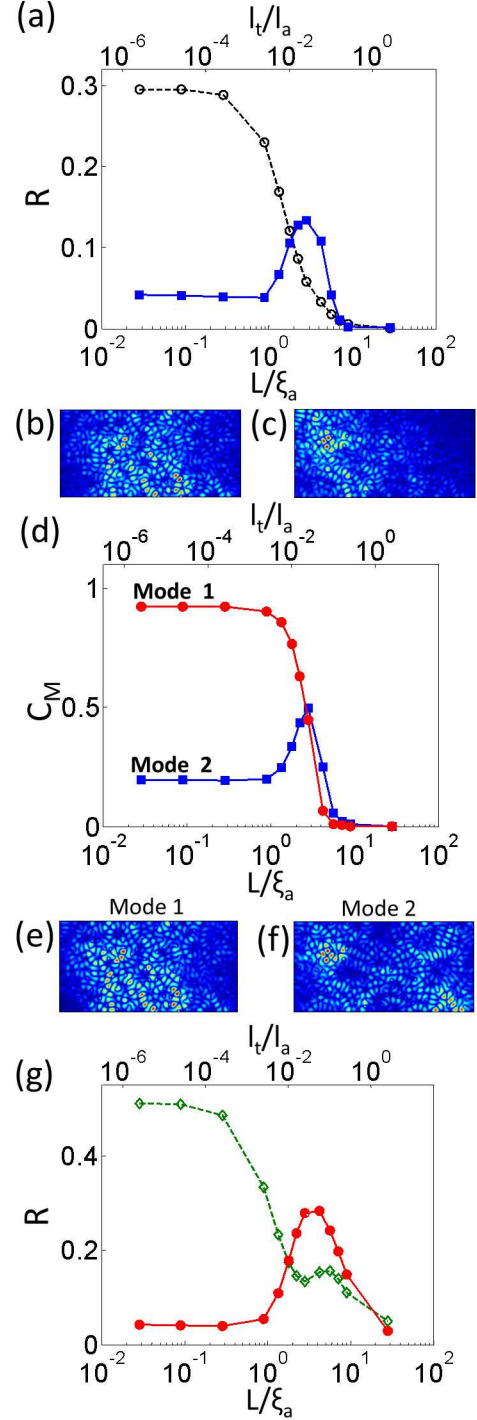 (a)
l_t/l_a
10^-6 10^-4 10^-2 10^0
R
0.3
0.2
0.1
0
10^-2 10^-1 10^0 10^1 10^2
L/ξ_a
(b) (c)
(d)
l_t/l_a
10^-6 10^-4 10^-2 10^0
C_M
1
Mode 1
0.5
Mode 2
0
10^-2 10^-1 10^0 10^1 10^2
L/ξ_a
Mode 1 Mode 2
(e) (f)
(g)
l_t/l_a
10^-6 10^-4 10^-2 10^0
R
0.4
0.2
0
10^-2 10^-1 10^0 10^1 10^2
L/ξ_a